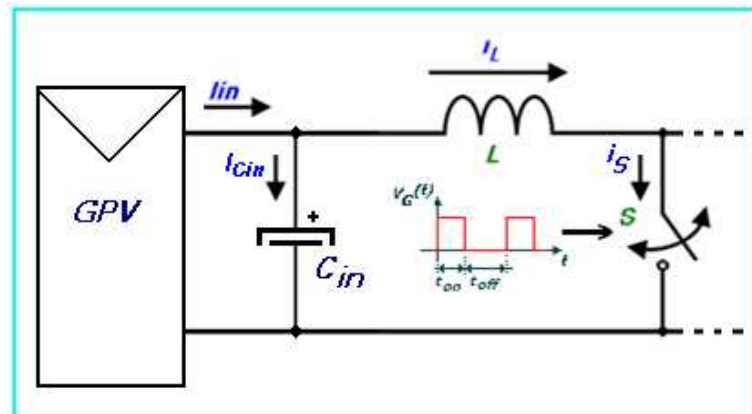 i_L
Iin
L
I_Cin
i_S
GPV
+
V_G(t)
S
C_in
t
t_on
t_off